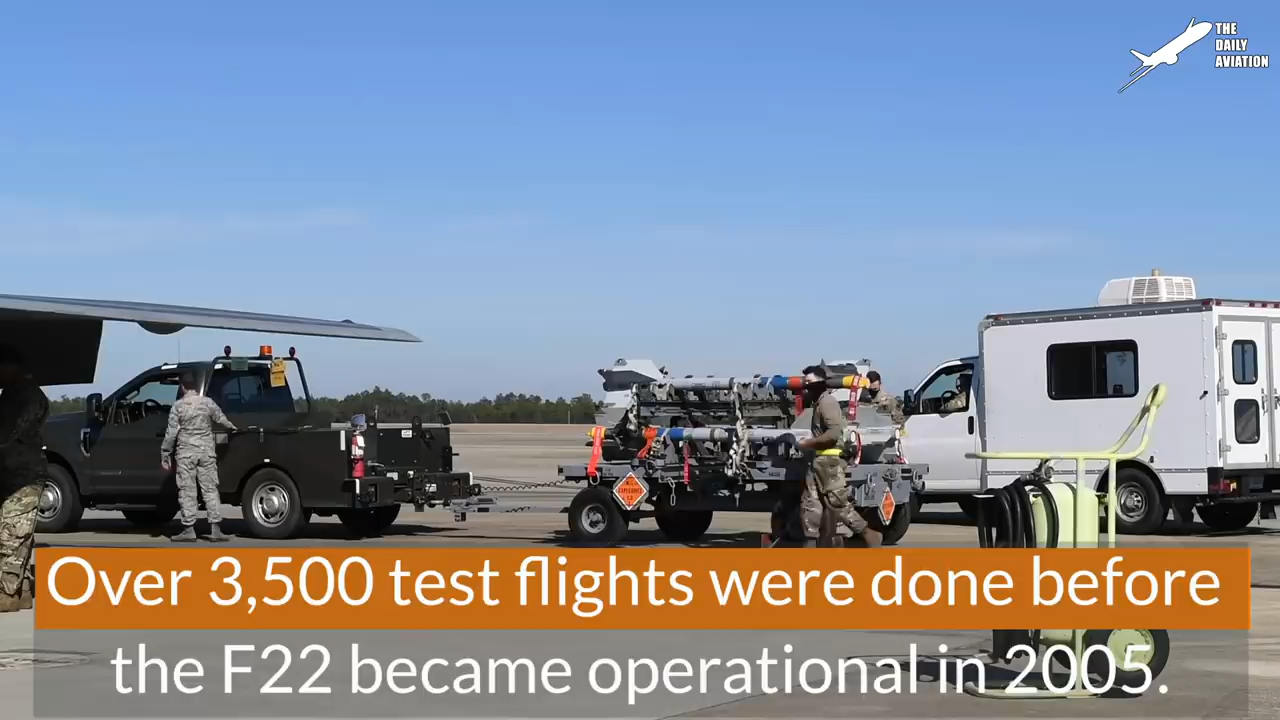 THE
DAILY
AVIATION
Over 3,500 test flights were done before
the F22 became operational in 2005.